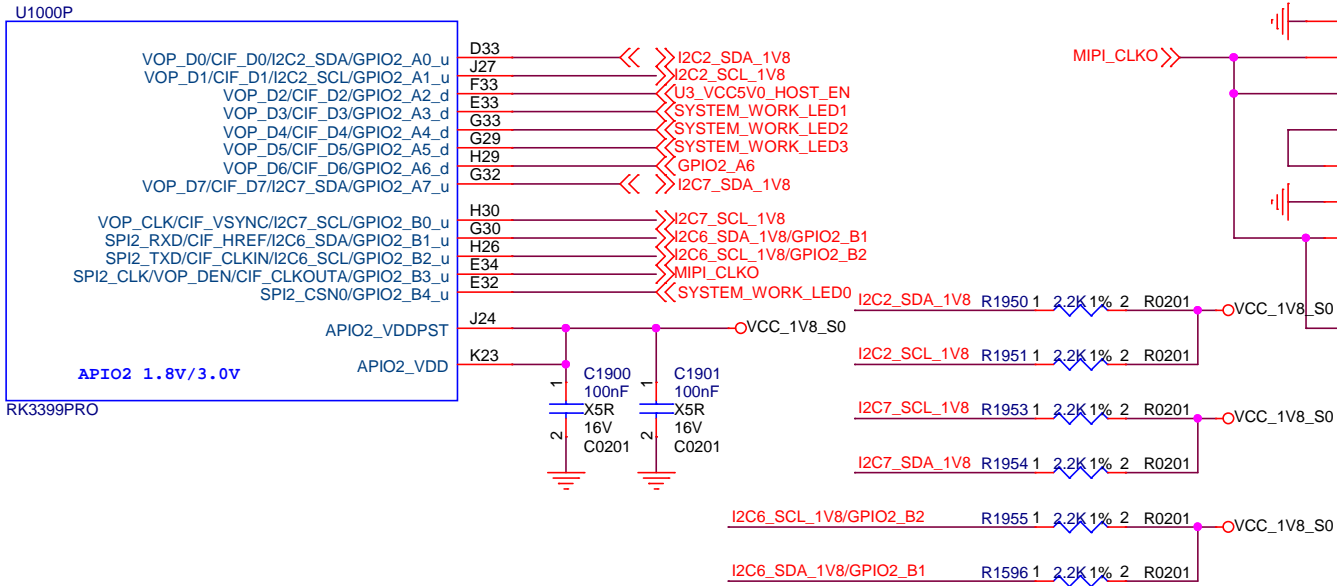 U1000P
VOP_D0/CIF_D0/I2C2_SDA/GPIO2_A0_u D33 I2C2_SDA_1V8
VOP_D1/CIF_D1/I2C2_SCL/GPIO2_A1_u J27 I2C2_SCL_1V8
VOP_D2/CIF_D2/GPIO2_A2_d F33 U3_VCC5V0_HOST_EN
VOP_D3/CIF_D3/GPIO2_A3_d E33 SYSTEM_WORK_LED1
VOP_D4/CIF_D4/GPIO2_A4_d G33 SYSTEM_WORK_LED2
VOP_D5/CIF_D5/GPIO2_A5_d G29 SYSTEM_WORK_LED3
VOP_D6/CIF_D6/GPIO2_A6_d H29 GPIO2_A6
VOP_D7/CIF_D7/I2C7_SDA/GPIO2_A7_u G32 I2C7_SDA_1V8
VOP_CLK/CIF_VSYNC/I2C7_SCL/GPIO2_B0_u H30 I2C7_SCL_1V8
SPI2_RXD/CIF_HREF/I2C6_SDA/GPIO2_B1_u G30 I2C6_SDA_1V8/GPIO2_B1
SPI2_TXD/CIF_CLKIN/I2C6_SCL/GPIO2_B2_u H26 I2C6_SCL_1V8/GPIO2_B2
SPI2_CLK/VOP_DEN/CIF_CLKOUTA/GPIO2_B3_u E34 MIPI_CLKO
SPI2_CSN0/GPIO2_B4_u E32 SYSTEM_WORK_LED0
APIO2_VDDPST J24 VCC_1V8_S0
APIO2_VDD K23
APIO2 1.8V/3.0V
RK3399PRO
1 C1900
100nF
X5R
2 16V
C0201
1 C1901
100nF
X5R
2 16V
C0201
MIPI_CLKO
I2C2_SDA_1V8 R1950 1 2.2K 1% 2 R0201 VCC_1V8_S0
I2C2_SCL_1V8 R1951 1 2.2K 1% 2 R0201
I2C7_SCL_1V8 R1953 1 2.2K 1% 2 R0201 VCC_1V8_S0
I2C7_SDA_1V8 R1954 1 2.2K 1% 2 R0201
I2C6_SCL_1V8/GPIO2_B2 R1955 1 2.2K 1% 2 R0201 VCC_1V8_S0
I2C6_SDA_1V8/GPIO2_B1 R1596 1 2.2K 1% 2 R0201